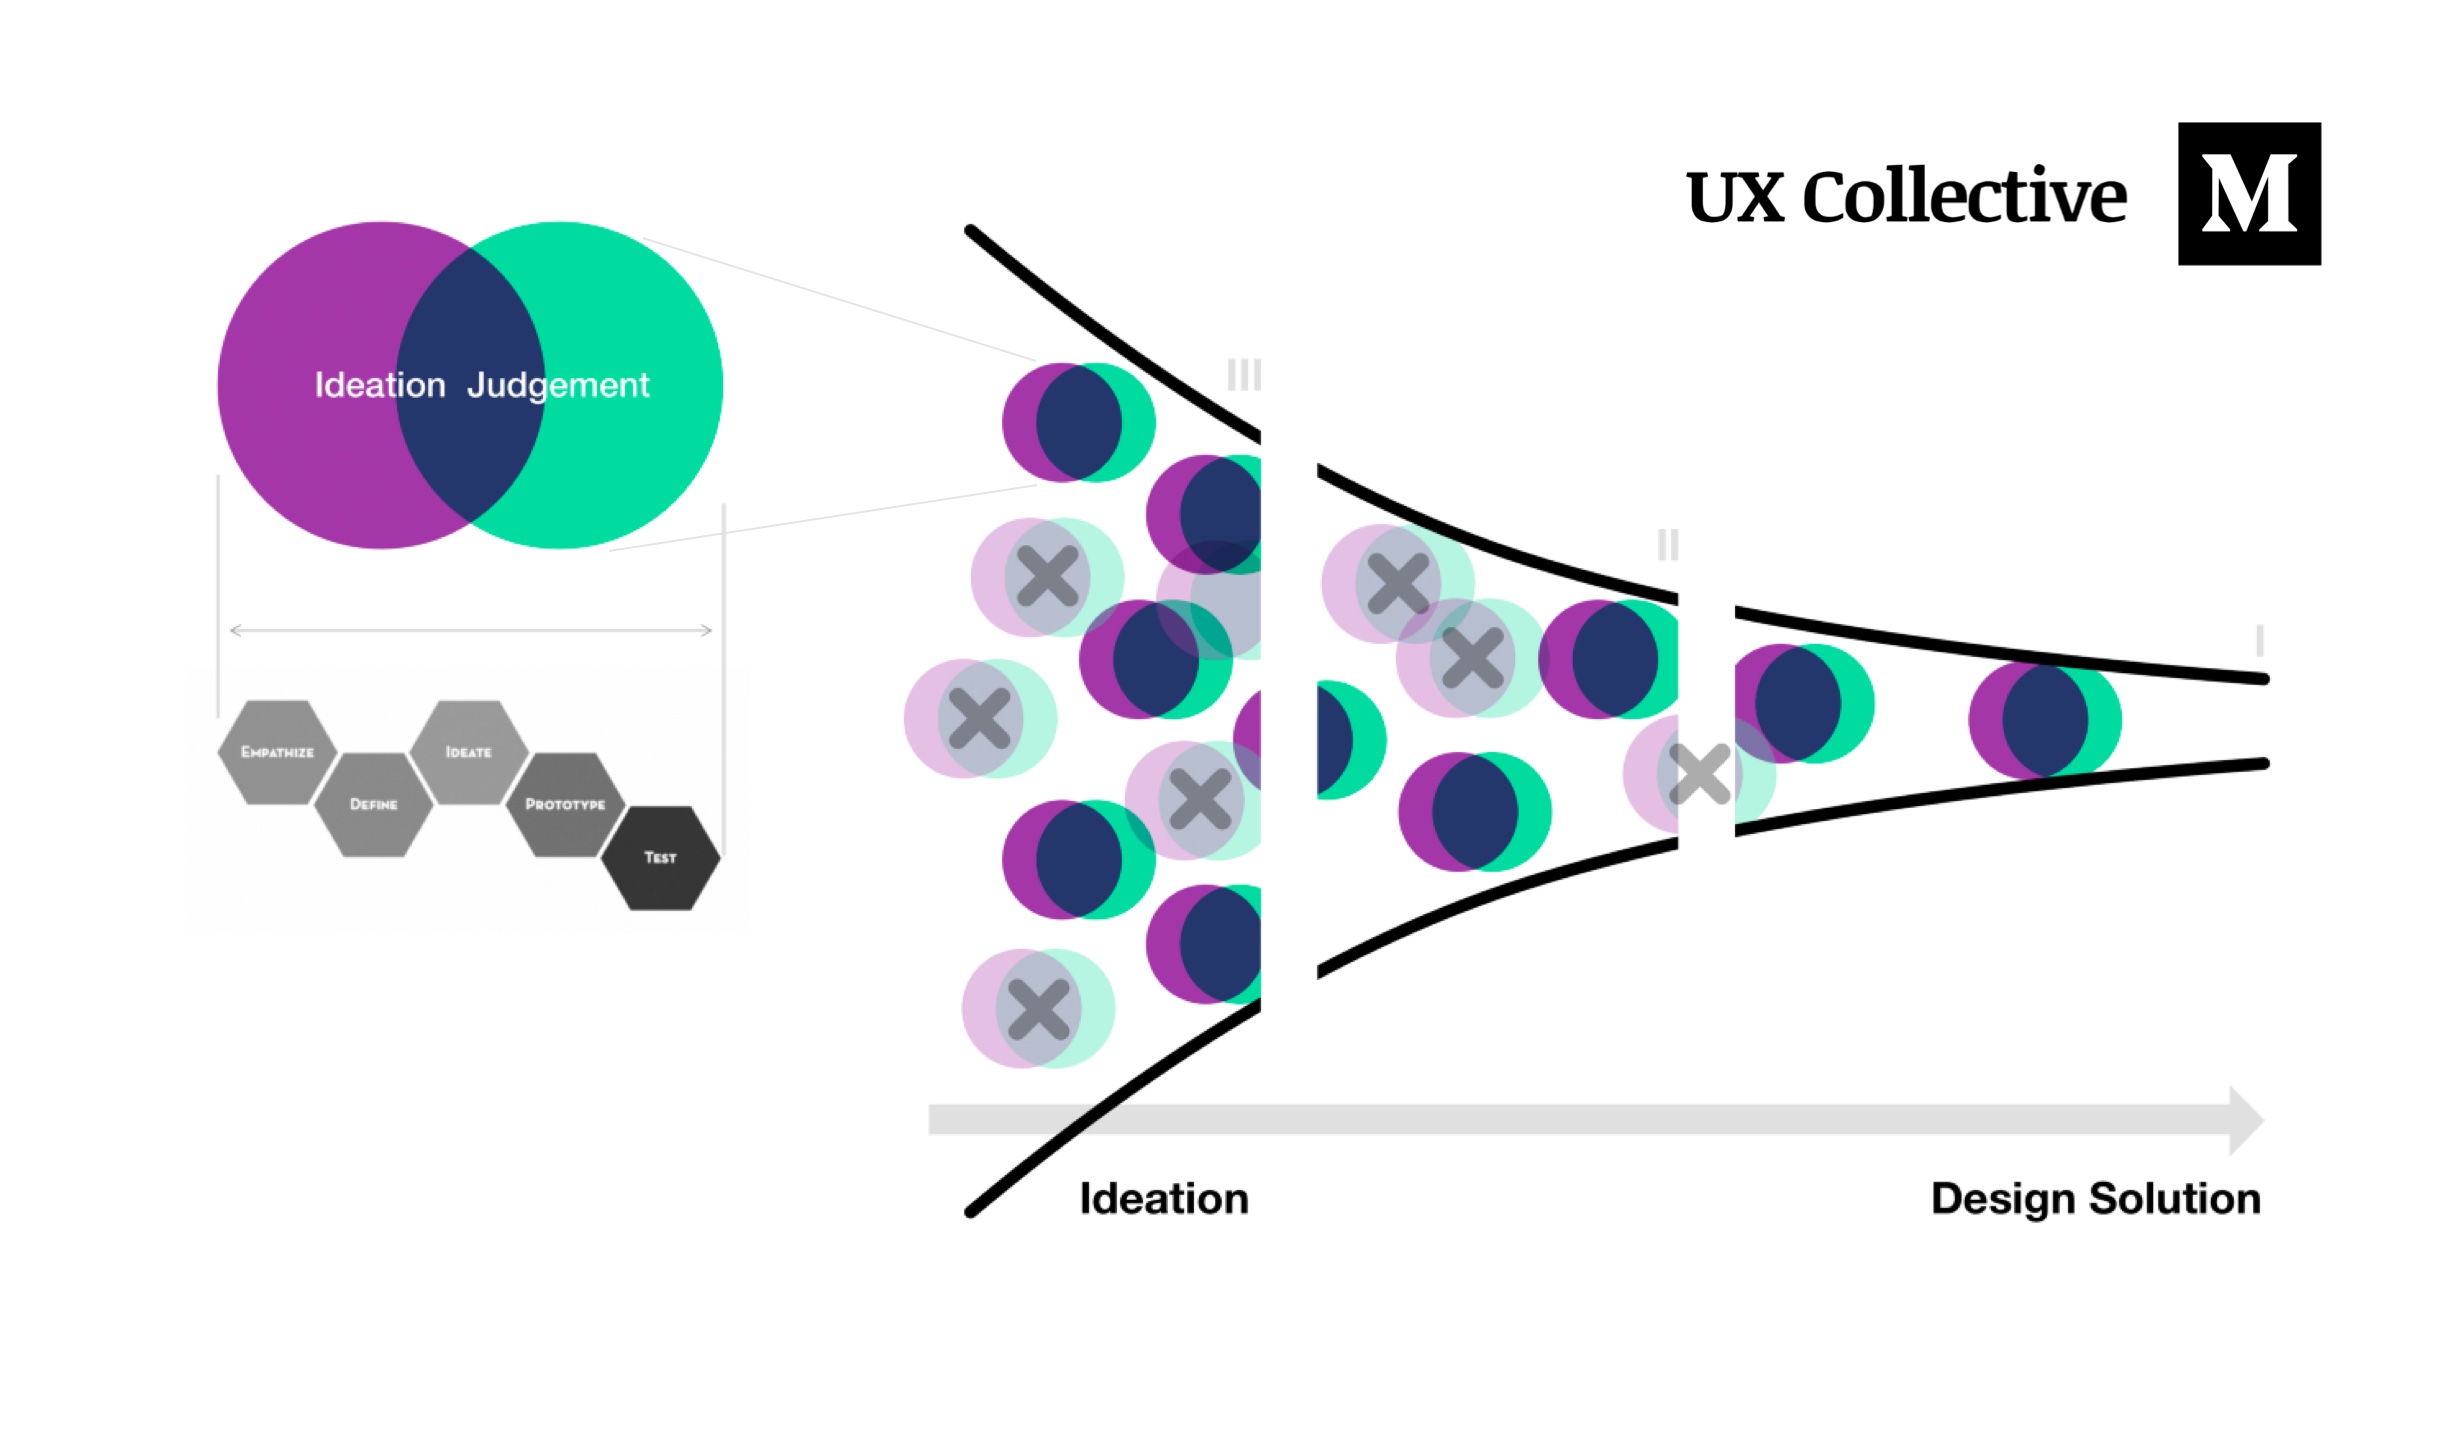 UX Collective M
Ideation Judgement
III
II
I
EMPATHIZE
IDEATE
DEFINE
PROTOTYPE
TEST
Ideation
Design Solution